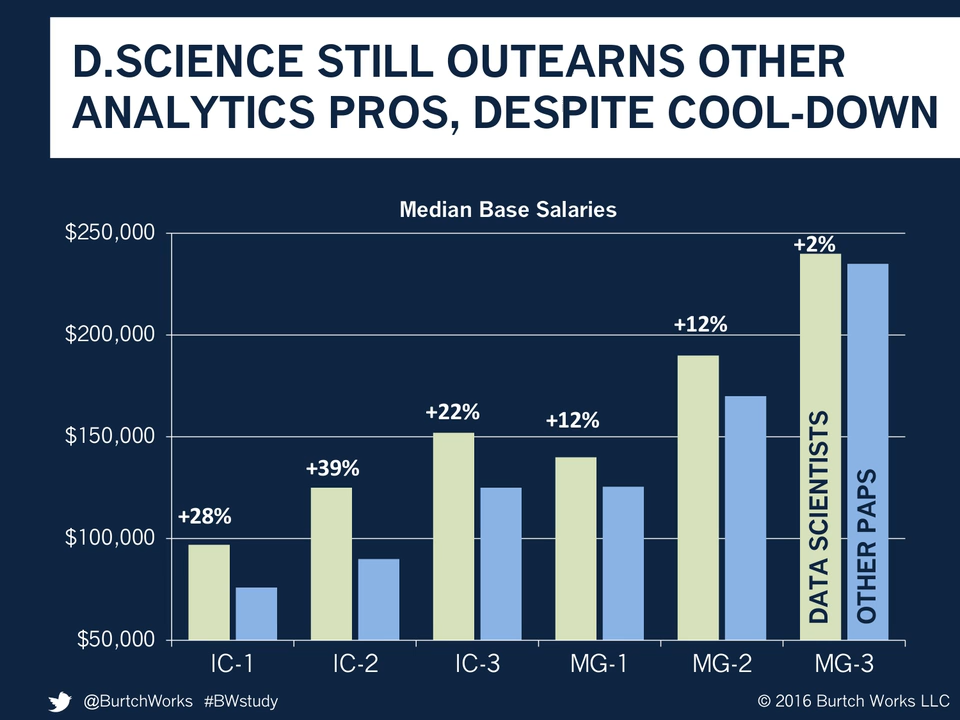 D.SCIENCE STILL OUTEARNS OTHER
ANALYTICS PROS, DESPITE COOL-DOWN
Median Base Salaries
$250,000
$200,000
$150,000
$100,000
$50,000
+28%
+39%
+22%
+12%
+12%
+2%
DATA SCIENTISTS
OTHER PAPS
IC-1
IC-2
IC-3
MG-1
MG-2
MG-3
@BurtchWorks #BWstudy
© 2016 Burtch Works LLC